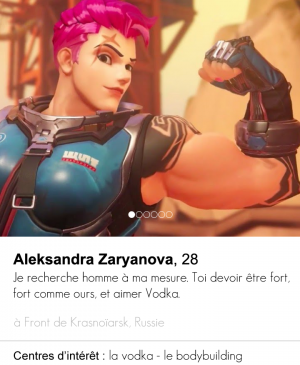 Aleksandra Zaryanova, 28
Je recherche homme à ma mesure. Toi devoir être fort,
fort comme ours, et aimer Vodka.
à Front de Krasnoïarsk, Russie
Centres d'intérêt : la vodka - le bodybuilding